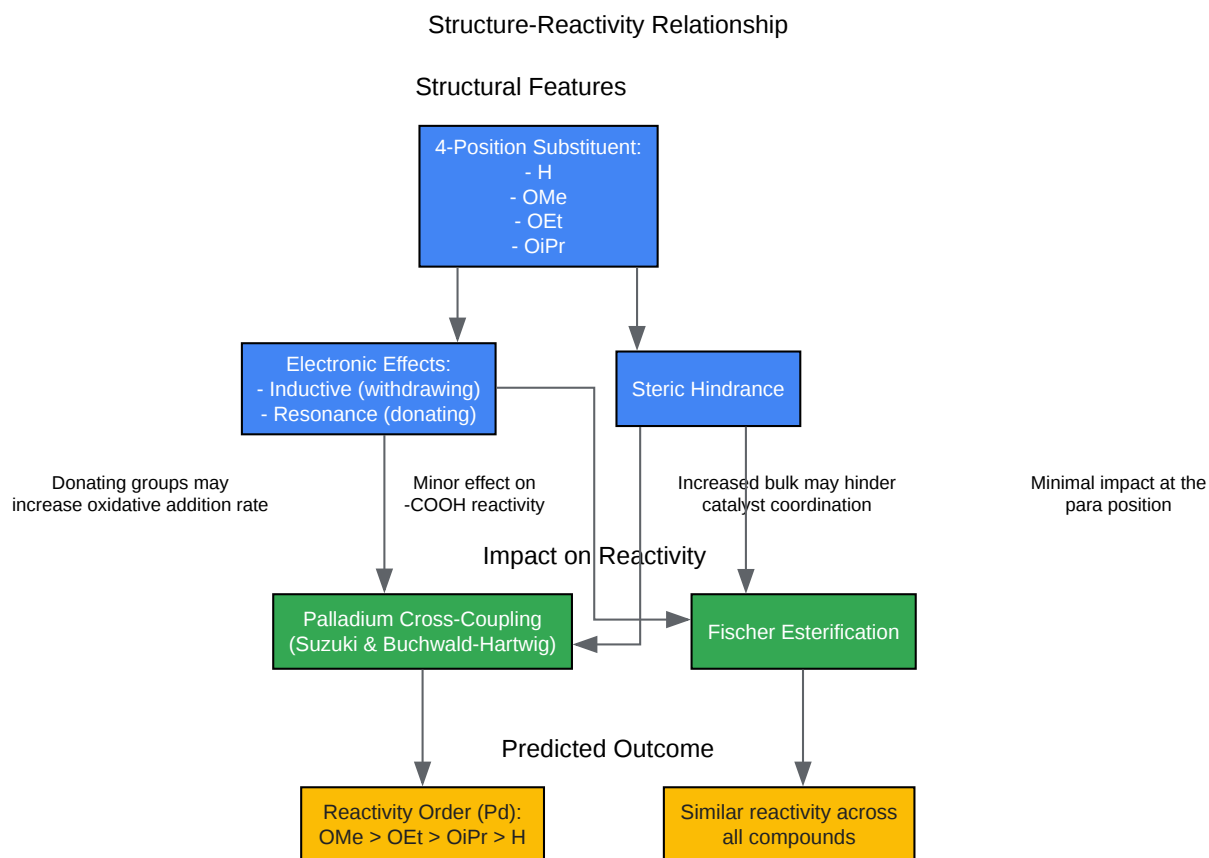 Structure-Reactivity Relationship
Structural Features
4-Position Substituent:
- H
- OMe
- OEt
- OiPr
Electronic Effects:
- Inductive (withdrawing)
- Resonance (donating)
Steric Hindrance
Donating groups may
increase oxidative addition rate
Minor effect on
-COOH reactivity
Increased bulk may hinder
catalyst coordination
Minimal impact at the
para position
Impact on Reactivity
Palladium Cross-Coupling
(Suzuki & Buchwald-Hartwig)
Fischer Esterification
Predicted Outcome
Reactivity Order (Pd):
OMe > OEt > OiPr > H
Similar reactivity across
all compounds